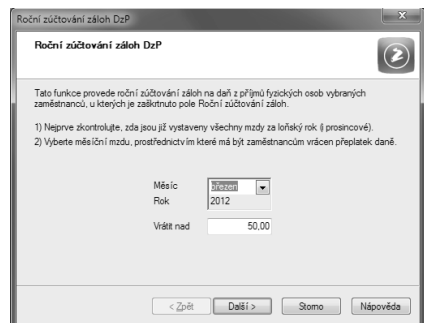 Roční zúčtování záloh DzP
Roční zúčtování záloh DzP
Tato funkce provede roční zúčtování záloh na daň z příjmů fyzických osob vybraných
zaměstnanců, u kterých je zaškrtnuto pole Roční zúčtování záloh.
1) Nejprve zkontrolujte, zda jsou již vystaveny všechny mzdy za loňský rok (i prosincové).
2) Vyberte měsíční mzdu, prostřednictvím které má být zaměstnancům vrácen přeplatek daně.
Měsíc březen
Rok 2012
Vrátit nad 50,00
< Zpět Další > Storno Nápověda